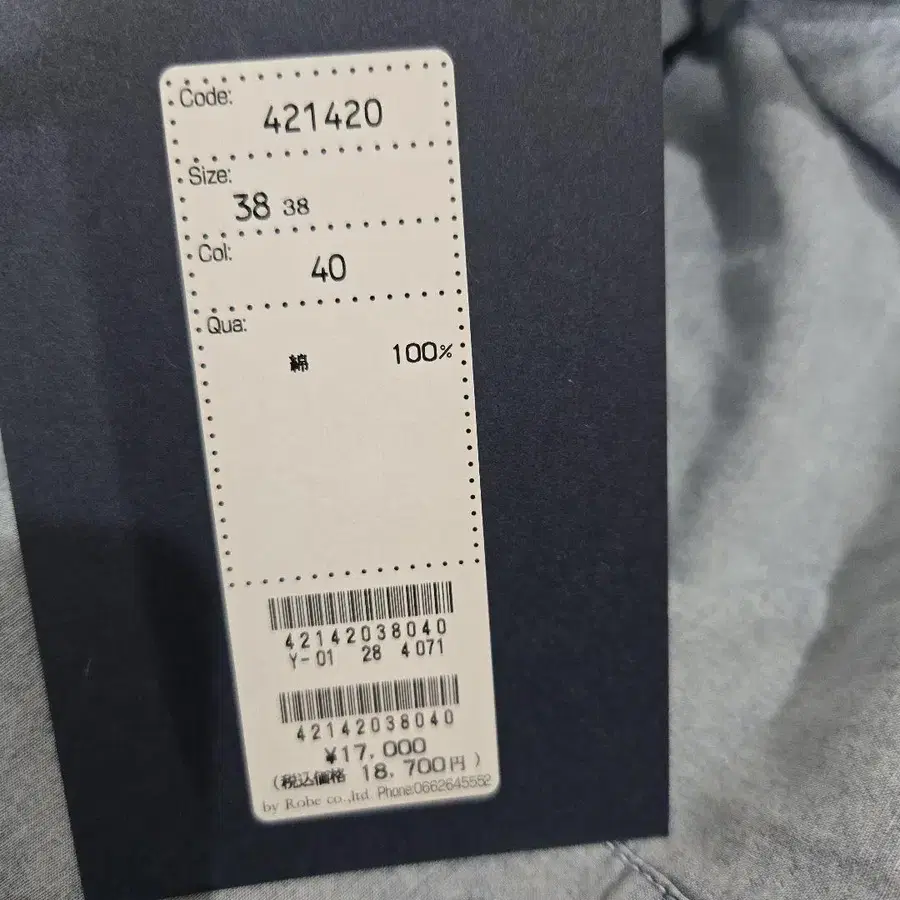 Code:
421420
Size:
38 38
Col:
40
Qua:
綿 100%
42142038040
Y-01 28 4071
42142038040
¥17,000
(税込価格 18,700円)
by Robe co.,ltd. Phone:0662645552